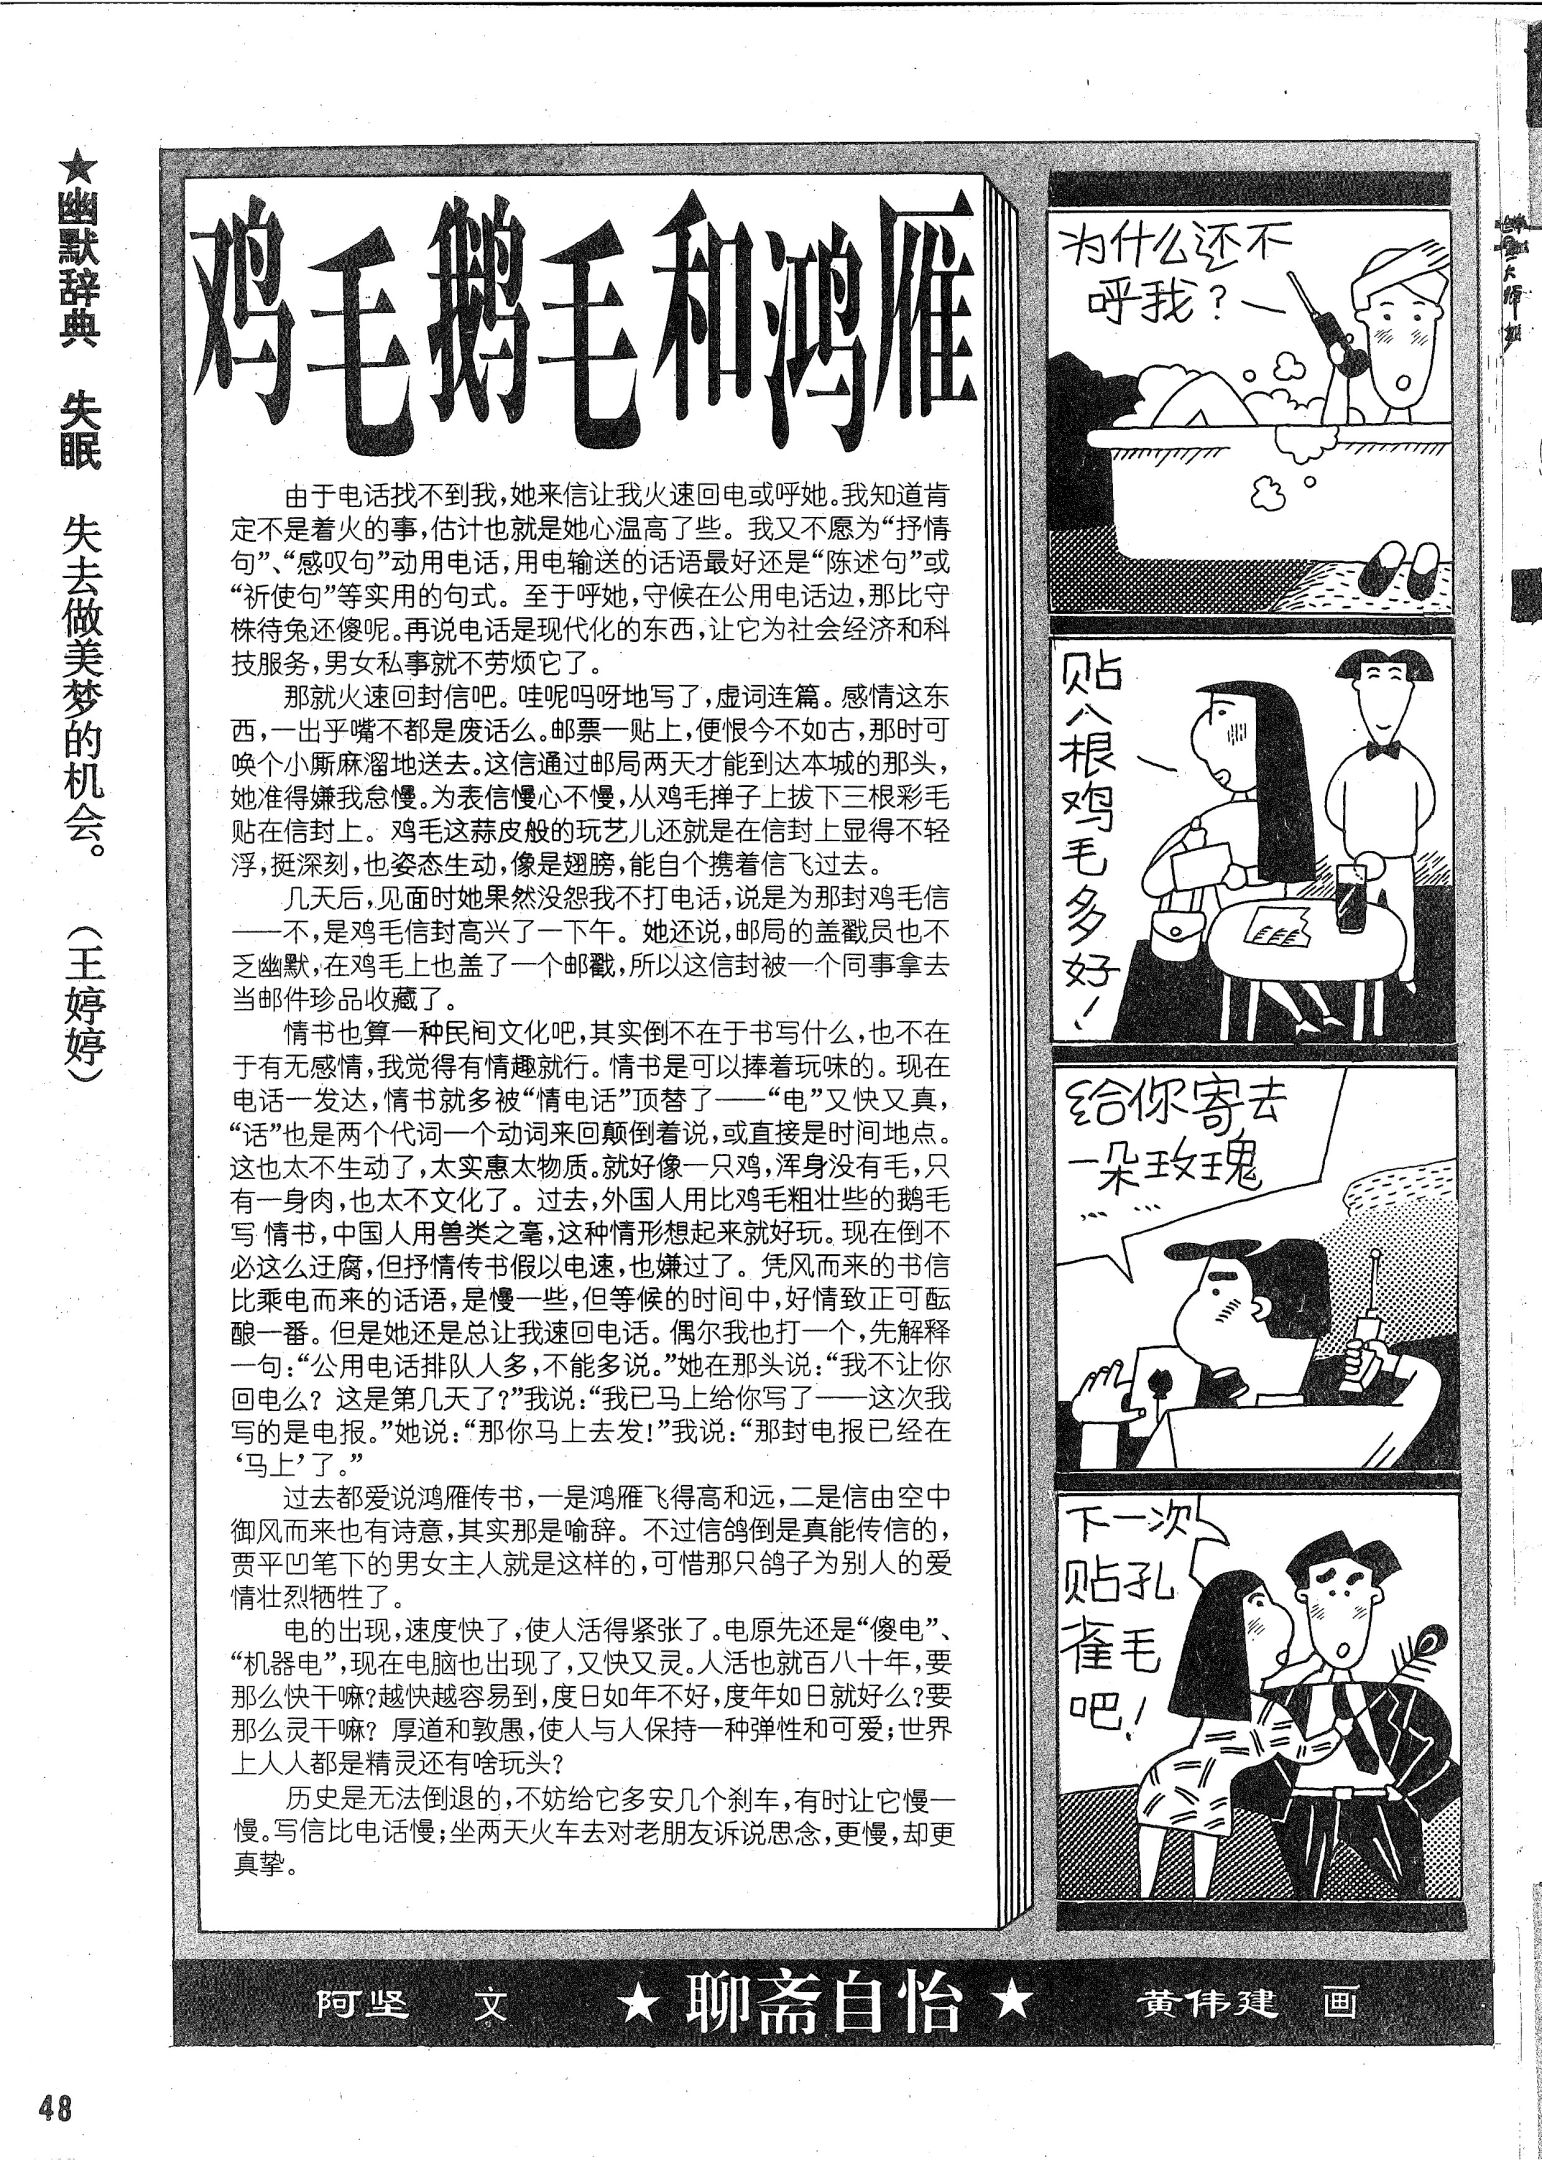 ★幽默辞典　失眠　失去做美梦的机会。　（王婷婷）
鸡毛鹅毛和鸿雁
由于电话找不到我，她来信让我火速回电或呼她。我知道肯
定不是着火的事，估计也就是她心温高了些。我又不愿为“抒情
句”、“感叹句”动用电话，用电输送的话语最好还是“陈述句”或
“祈使句”等实用的句式。至于呼她，守候在公用电话边，那比守
株待兔还傻呢。再说电话是现代化的东西，让它为社会经济和科
技服务，男女私事就不劳烦它了。
那就火速回封信吧。哇呢吗呀地写了，虚词连篇。感情这东
西，一出乎嘴不都是废话么。邮票一贴上，便恨今不如古，那时可
唤个小厮麻溜地送去。这信通过邮局两天才能到达本城的那头，
她准得嫌我怠慢。为表信慢心不慢，从鸡毛掸子上拔下三根彩毛
贴在信封上。鸡毛这蒜皮般的玩艺儿还就是在信封上显得不轻
浮，挺深刻，也姿态生动，像是翅膀，能自个携着信飞过去。
几天后，见面时她果然没怨我不打电话，说是为那封鸡毛信
——不，是鸡毛信封高兴了一下午。她还说，邮局的盖戳员也不
乏幽默，在鸡毛上也盖了一个邮戳，所以这信封被一个同事拿去
当邮件珍品收藏了。
情书也算一种民间文化吧，其实倒不在于书写什么，也不在
于有无感情，我觉得有情趣就行。情书是可以捧着玩味的。现在
电话一发达，情书就多被“情电话”顶替了——“电”又快又真，
“话”也是两个代词一个动词来回颠倒着说，或直接是时间地点。
这也太不生动了，太实惠太物质。就好像一只鸡，浑身没有毛，只
有一身肉，也太不文化了。过去，外国人用比鸡毛粗壮些的鹅毛
写情书，中国人用兽类之毫，这种情形想起来就好玩。现在倒不
必这么迂腐，但抒情传书假以电速，也嫌过了。凭风而来的书信
比乘电而来的话语，是慢一些，但等候的时间中，好情致正可酝
酿一番。但是她还是总让我速回电话。偶尔我也打一个，先解释
一句：“公用电话排队人多，不能多说。”她在那头说：“我不让你
回电么？这是第几天了？”我说：“我已马上给你写了——这次我
写的是电报。”她说：“那你马上去发！”我说：“那封电报已经在
‘马上’了。”
过去都爱说鸿雁传书，一是鸿雁飞得高和远，二是信由空中
御风而来也有诗意，其实那是喻辞。不过信鸽倒是真能传信的，
贾平凹笔下的男女主人就是这样的，可惜那只鸽子为别人的爱
情壮烈牺牲了。
电的出现，速度快了，使人活得紧张了。电原先还是“傻电”、
“机器电”，现在电脑也出现了，又快又灵。人活也就百八十年，要
那么快干嘛？越快越容易到，度日如年不好，度年如日就好么？要
那么灵干嘛？厚道和敦愚，使人与人保持一种弹性和可爱；世界
上人人都是精灵还有啥玩头？
历史是无法倒退的，不妨给它多安几个刹车，有时让它慢一
慢。写信比电话慢；坐两天火车去对老朋友诉说思念，更慢，却更
真挚。
为什么还不
呼我？
贴八根鸡毛多好！
给你寄去
一朵玫瑰
……
下一次
贴孔
雀毛
吧！
阿坚　文　★聊斋自怡★　黄伟建　画
48